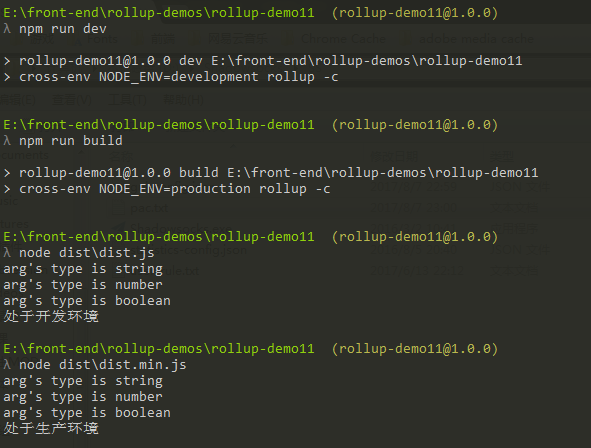 E:\front-end\rollup-demos\rollup-demo11 (rollup-demo11@1.0.0)
λ npm run dev
> rollup-demo11@1.0.0 dev E:\front-end\rollup-demos\rollup-demo11
> cross-env NODE_ENV=development rollup -c
E:\front-end\rollup-demos\rollup-demo11 (rollup-demo11@1.0.0)
λ npm run build
> rollup-demo11@1.0.0 build E:\front-end\rollup-demos\rollup-demo11
> cross-env NODE_ENV=production rollup -c
E:\front-end\rollup-demos\rollup-demo11 (rollup-demo11@1.0.0)
λ node dist\dist.js
arg's type is string
arg's type is number
arg's type is boolean
处于开发环境
E:\front-end\rollup-demos\rollup-demo11 (rollup-demo11@1.0.0)
λ node dist\dist.min.js
arg's type is string
arg's type is number
arg's type is boolean
处于生产环境